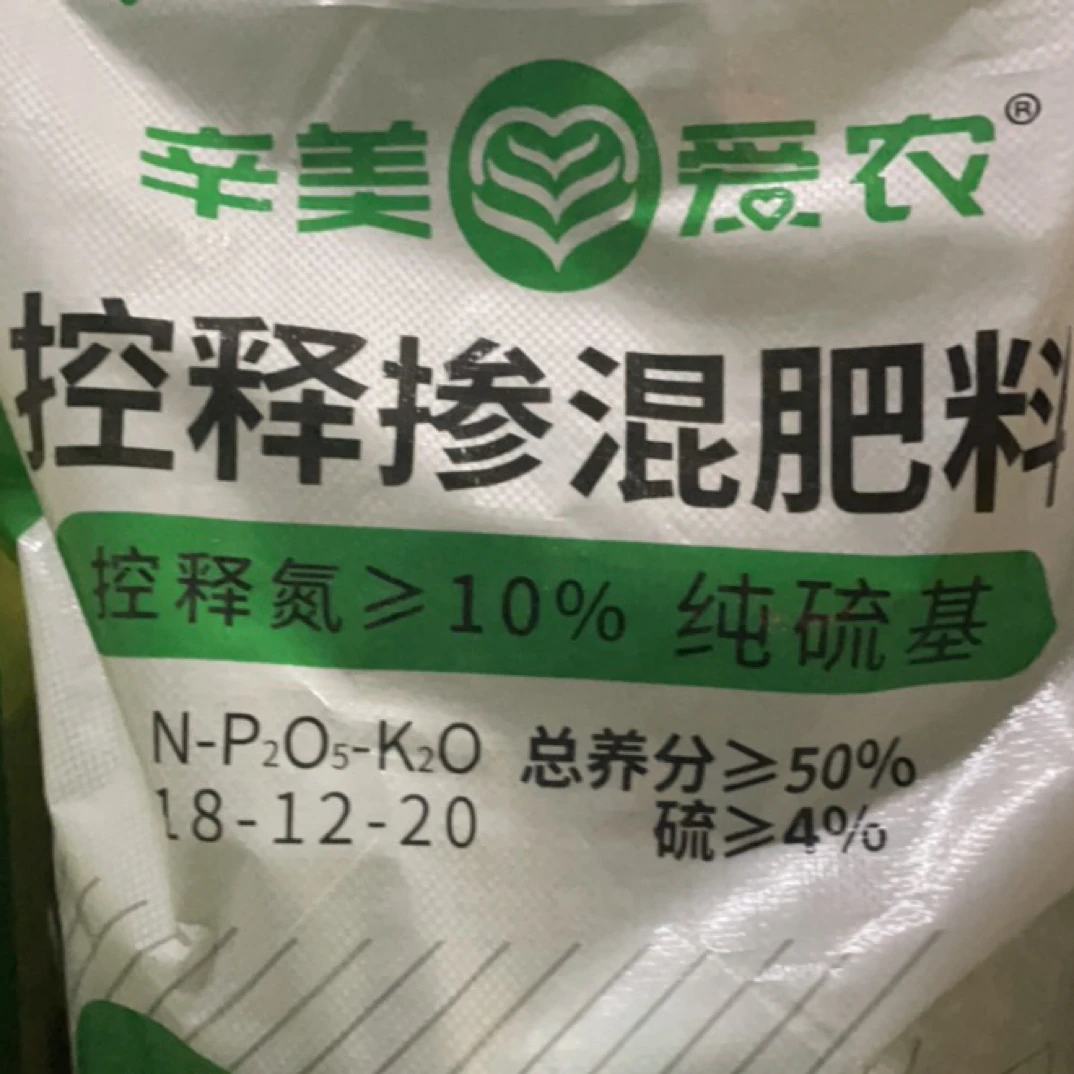 辛美爱农®
控释掺混肥料
控释氮≥10% 纯硫基
N-P₂O₅-K₂O 总养分≥50%
18-12-20 硫≥4%